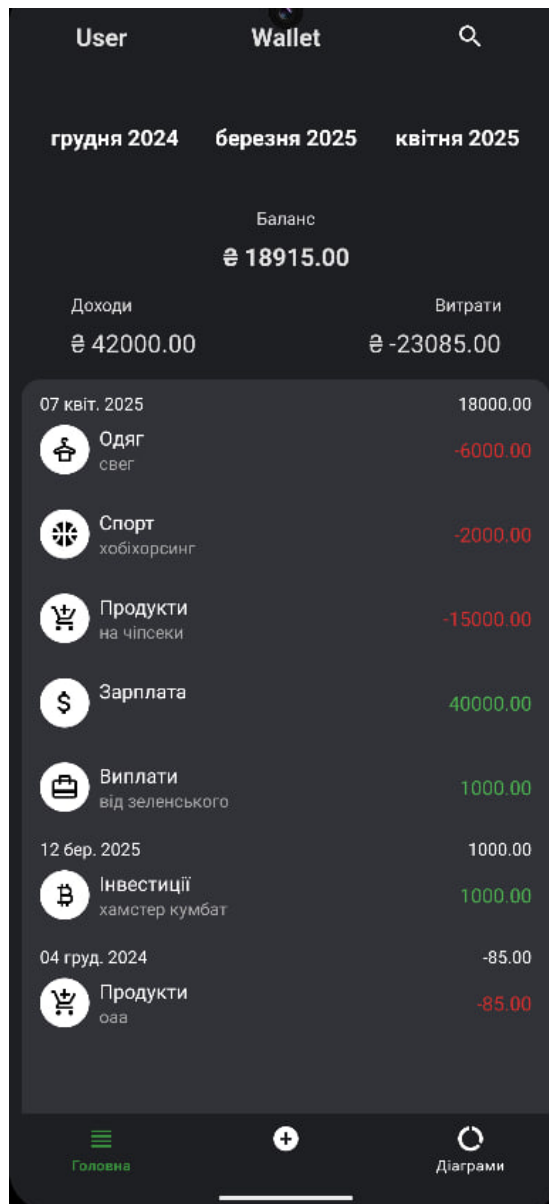 User Wallet
грудня 2024 березня 2025 квітня 2025
Баланс
₴ 18915.00
Доходи Витрати
₴ 42000.00 ₴ -23085.00
07 квіт. 2025 18000.00
Одяг
свег
-6000.00
Спорт
хобіхорсинг
-2000.00
Продукти
на чіпсеки
-15000.00
Зарплата
40000.00
Виплати
від зеленського
1000.00
12 бер. 2025 1000.00
Інвестиції
хамстер кумбат
1000.00
04 груд. 2024 -85.00
Продукти
оаа
-85.00
Головна Діаграми